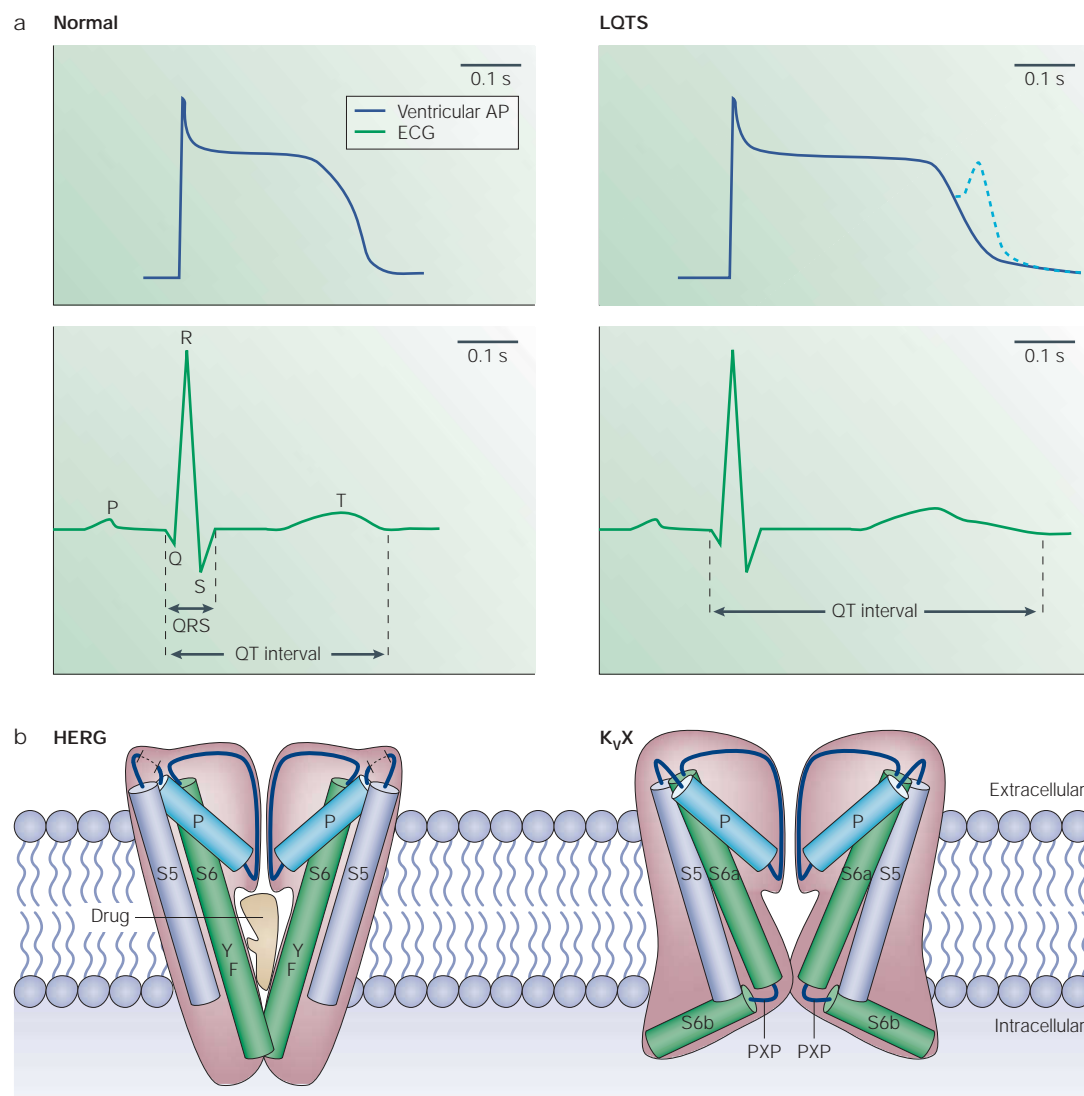 a Normal
0.1 s
Ventricular AP
ECG
LQTS
0.1 s
R
0.1 s
P
T
Q
S
QRS
QT interval
0.1 s
QT interval
b HERG
P P
S5 S6 S6 S5
Drug
Y Y
F F
KVX
Extracellular
P P
S5 S6a S6a S5
S6b S6b
Intracellular
PXP PXP